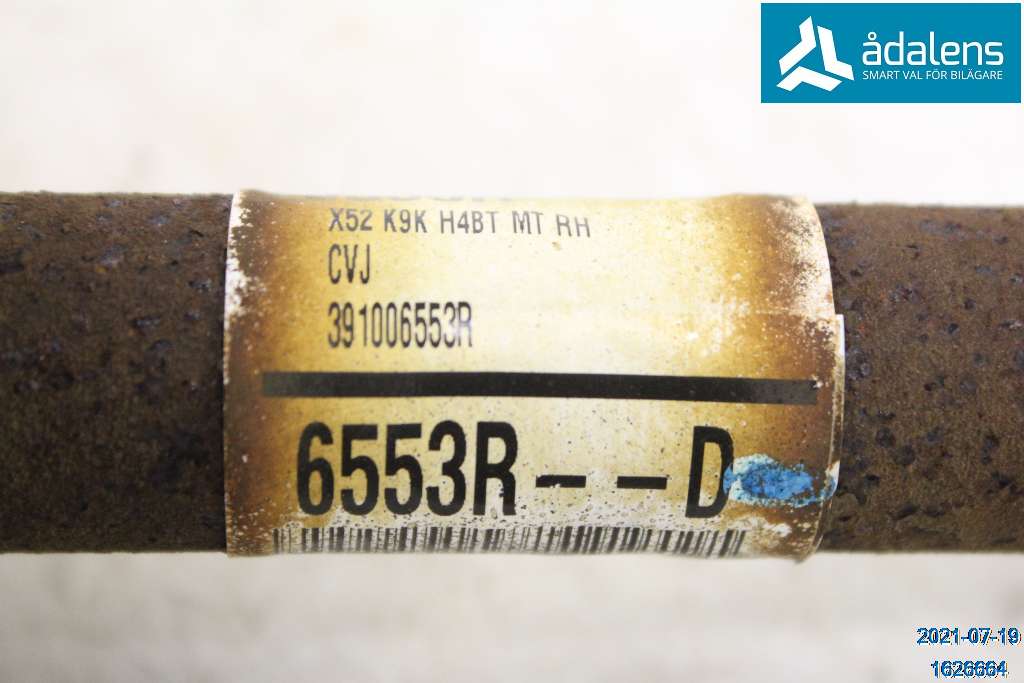 ådalens
SMART VAL FÖR BILÄGARE
X52 K9K H4BT MT RH
CVJ
391006553R
6553R-- D
2021-07-19
1626664